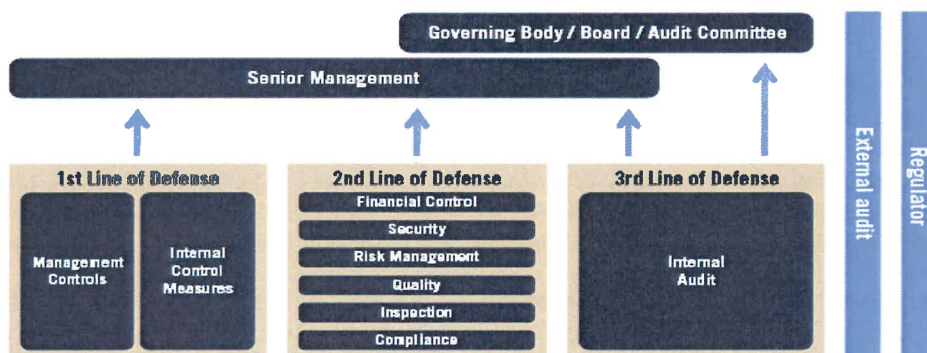 Governing Body / Board / Audit Committee
Senior Management
1st Line of Defense
Management
Controls
Internal
Control
Measures
2nd Line of Defense
Financial Control
Security
Risk Management
Quality
Inspection
Compliance
3rd Line of Defense
Internal
Audit
External audit
Regulator